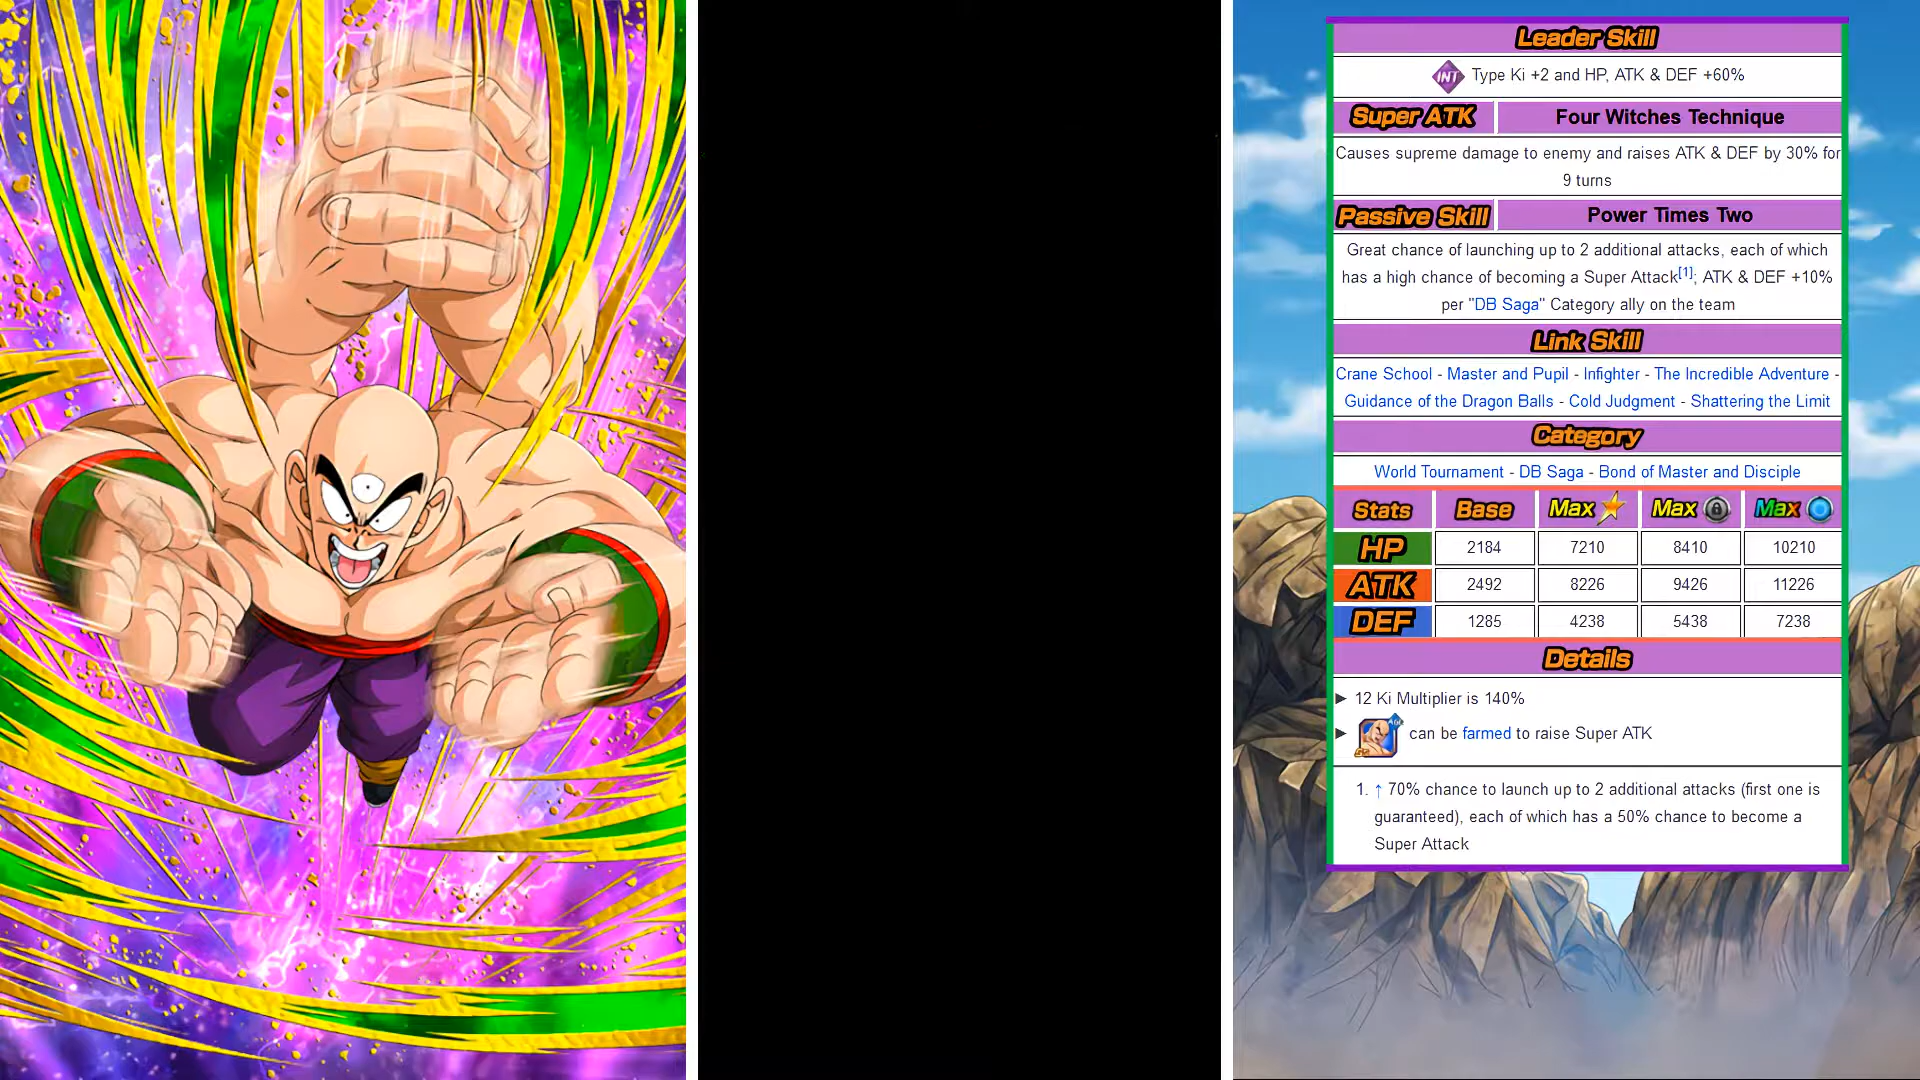 Leader Skill
INT Type Ki +2 and HP, ATK & DEF +60%
Super ATK Four Witches Technique
Causes supreme damage to enemy and raises ATK & DEF by 30% for
9 turns
Passive Skill Power Times Two
Great chance of launching up to 2 additional attacks, each of which
has a high chance of becoming a Super Attack[1]; ATK & DEF +10%
per "DB Saga" Category ally on the team
Link Skill
Crane School - Master and Pupil - Infighter - The Incredible Adventure -
Guidance of the Dragon Balls - Cold Judgment - Shattering the Limit
Category
World Tournament - DB Saga - Bond of Master and Disciple
Stats Base Max Max Max
HP 2184 7210 8410 10210
ATK 2492 8226 9426 11226
DEF 1285 4238 5438 7238
Details
► 12 Ki Multiplier is 140%
► can be farmed to raise Super ATK
1. ↑ 70% chance to launch up to 2 additional attacks (first one is
guaranteed), each of which has a 50% chance to become a
Super Attack